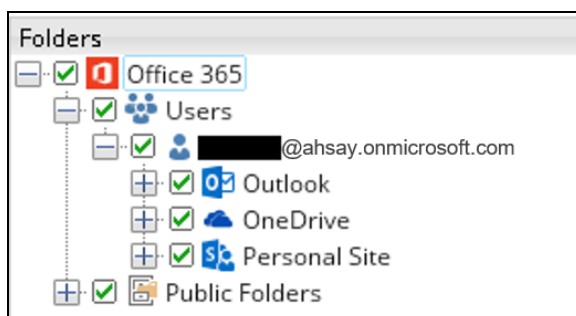 Folders
Office 365
Users
@ahsay.onmicrosoft.com
Outlook
OneDrive
Personal Site
Public Folders